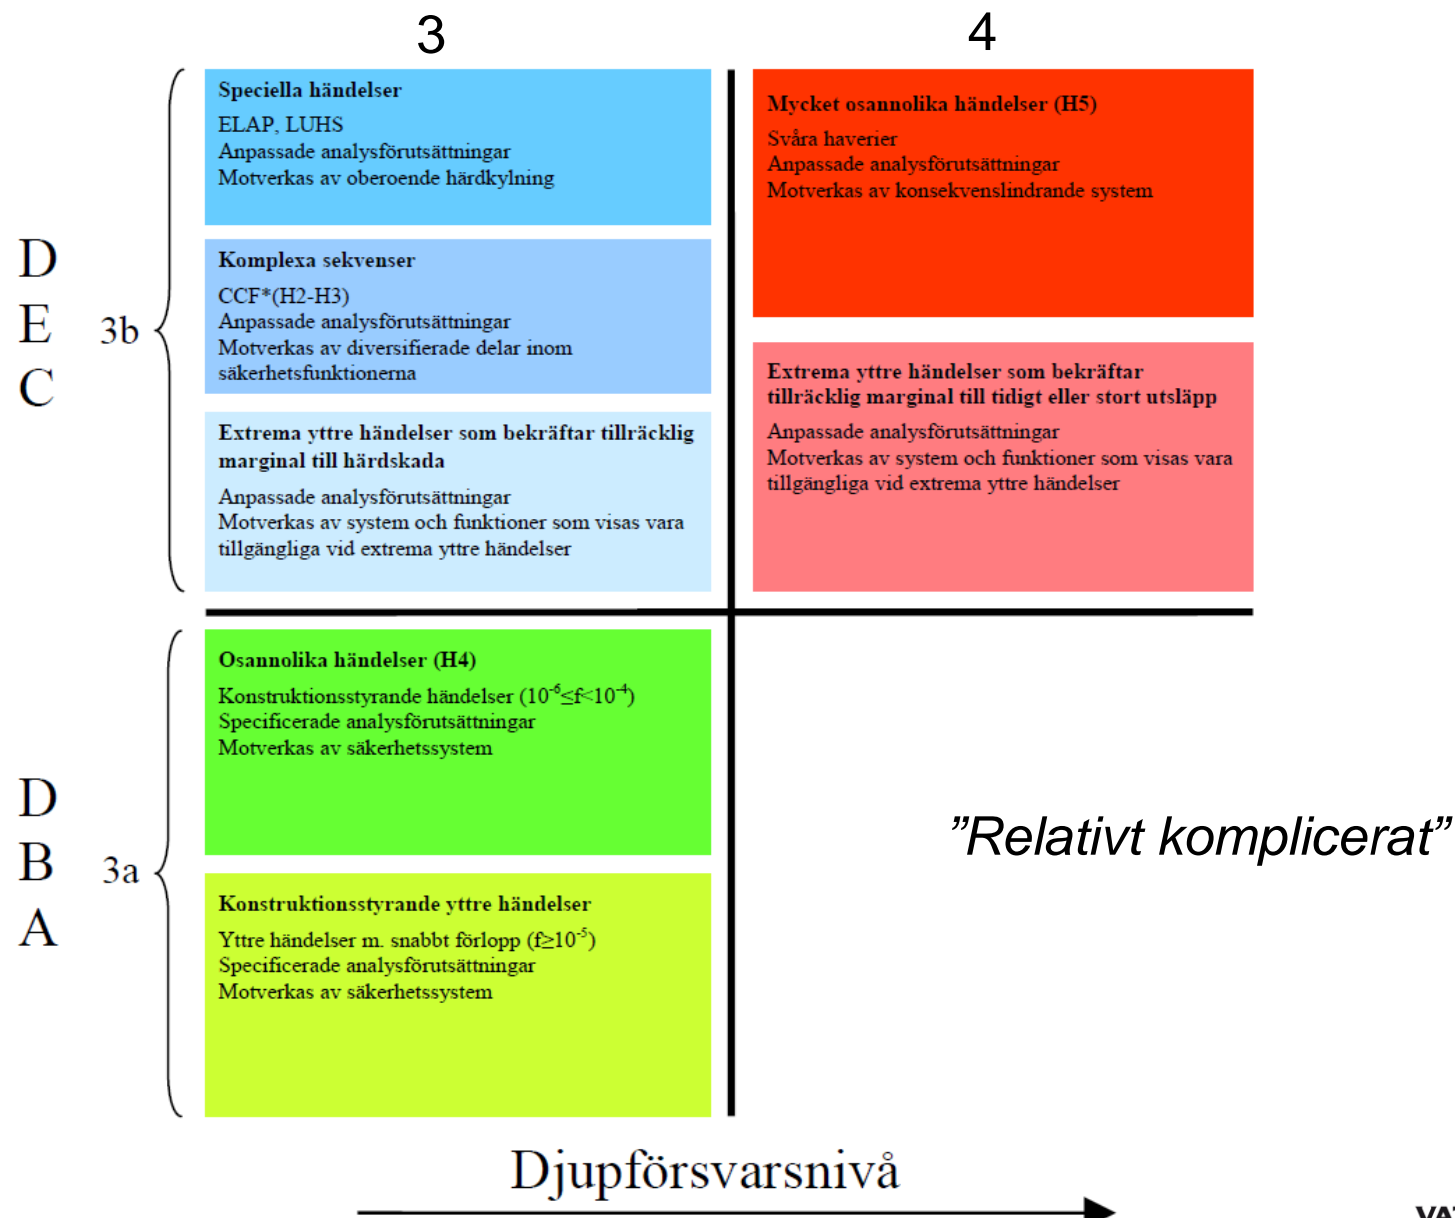 3
4
Speciella händelser
ELAP, LUHS
Anpassade analysförutsättningar
Motverkas av oberoende härdkylning
Mycket osannolika händelser (H5)
Svåra haverier
Anpassade analysförutsättningar
Motverkas av konsekvenslindrande system
D
E
C
3b
Komplexa sekvenser
CCF*(H2-H3)
Anpassade analysförutsättningar
Motverkas av diversifierade delar inom
säkerhetsfunktionerna
Extrema yttre händelser som bekräftar
tillräcklig marginal till tidigt eller stort utsläpp
Anpassade analysförutsättningar
Motverkas av system och funktioner som visas vara
tillgängliga vid extrema yttre händelser
Extrema yttre händelser som bekräftar tillräcklig
marginal till härdskada
Anpassade analysförutsättningar
Motverkas av system och funktioner som visas vara
tillgängliga vid extrema yttre händelser
D
B
A
3a
Osannolika händelser (H4)
Konstruktionsstyrande händelser (10⁻⁶≤f<10⁻⁴)
Specificerade analysförutsättningar
Motverkas av säkerhetssystem
"Relativt komplicerat"
Konstruktionsstyrande yttre händelser
Yttre händelser m. snabbt förlopp (f≥10⁻⁵)
Specificerade analysförutsättningar
Motverkas av säkerhetssystem
Djupförsvarsnivå